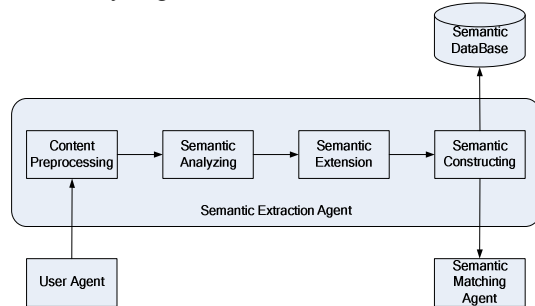 Semantic
DataBase
Content
Preprocessing
Semantic
Analyzing
Semantic
Extension
Semantic
Constructing
Semantic Extraction Agent
User Agent
Semantic
Matching
Agent